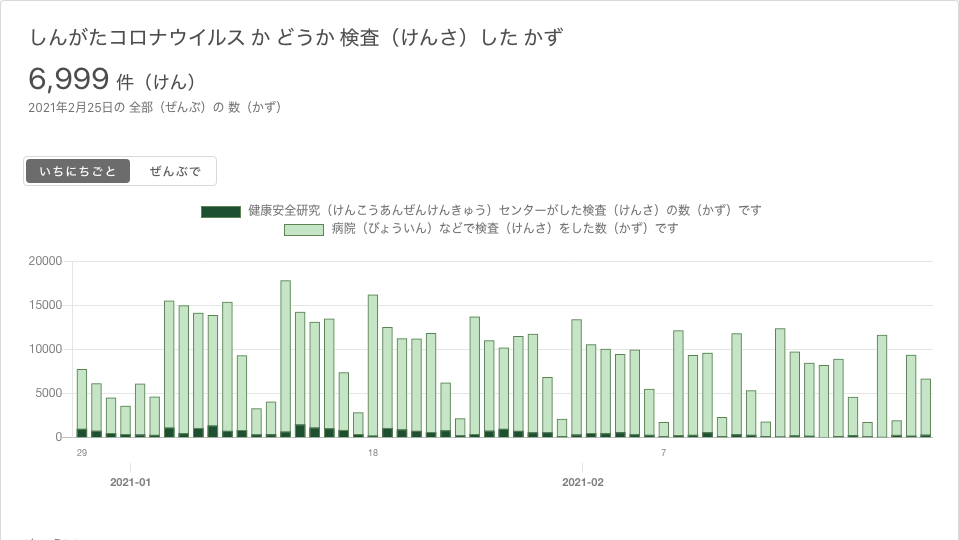 しんがたコロナウイルス か どうか 検査（けんさ）した かず
6,999 件（けん）
2021年2月25日の 全部（ぜんぶ）の 数（かず）
いちにちごと ぜんぶで
健康安全研究（けんこうあんぜんけんきゅう）センターがした検査（けんさ）の数（かず）です
病院（びょういん）などで検査（けんさ）をした数（かず）です
20000
15000
10000
5000
0
29 18 7
2021-01 2021-02